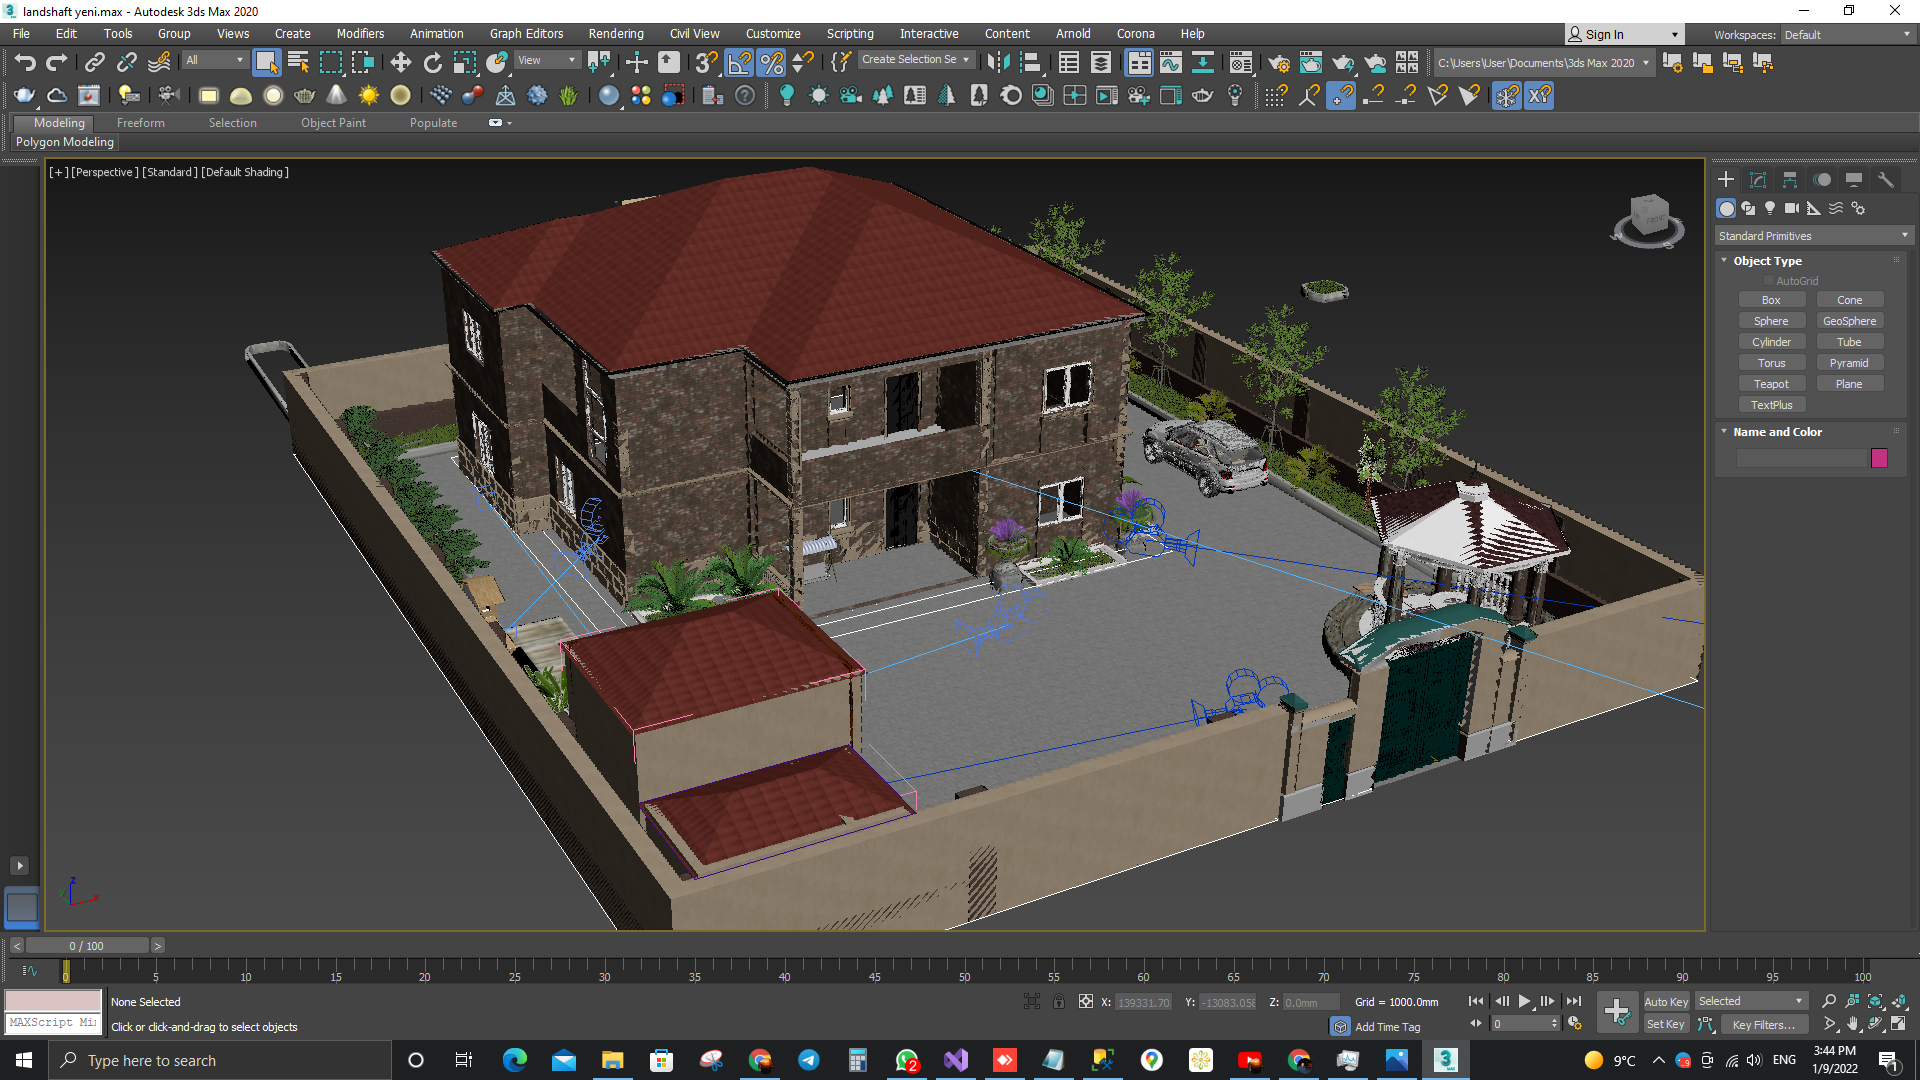 landshaft yeni.max - Autodesk 3ds Max 2020
File Edit Tools Group Views Create Modifiers Animation Graph Editors Rendering Civil View Customize Scripting Interactive Content Arnold Corona Help
Sign In
Workspaces: Default
All
View
Create Selection Se
C:\Users\User\Documents\3ds Max 2020
Modeling Freeform Selection Object Paint Populate
Polygon Modeling
[+] [Perspective] [Standard] [Default Shading]
FRONT
Standard Primitives
Object Type
AutoGrid
Box Cone
Sphere GeoSphere
Cylinder Tube
Torus Pyramid
Teapot Plane
TextPlus
Name and Color
0 / 100
0 5 10 15 20 25 30 35 40 45 50 55 60 65 70 75 80 85 90 95 100
None Selected
X: 139331.70 Y: -13083.058 Z: 0.0mm Grid = 1000.0mm
Auto Key Selected
MAXScript Mi
Click or click-and-drag to select objects
Add Time Tag
0
Set Key Key Filters...
Type here to search
9°C
ENG
3:44 PM
1/9/2022